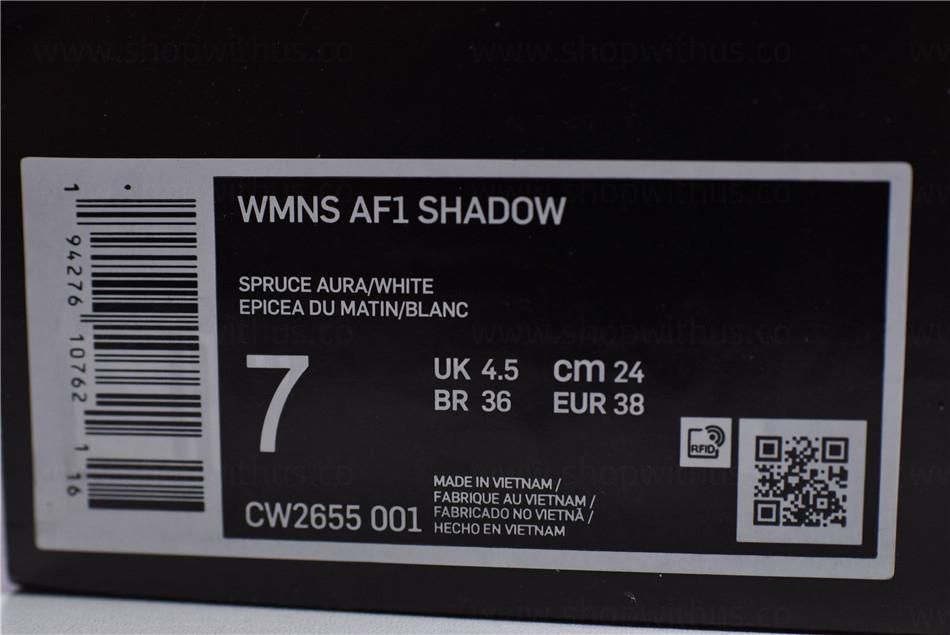 www.shopwithus.co
WMNS AF1 SHADOW
SPRUCE AURA/WHITE
EPICEA DU MATIN/BLANC
7
UK 4.5 cm 24
BR 36 EUR 38
RFID
CW2655 001
MADE IN VIETNAM /
FABRIQUE AU VIETNAM /
FABRICADO NO VIETNÃ /
HECHO EN VIETNAM
1 94276 10762 1 16